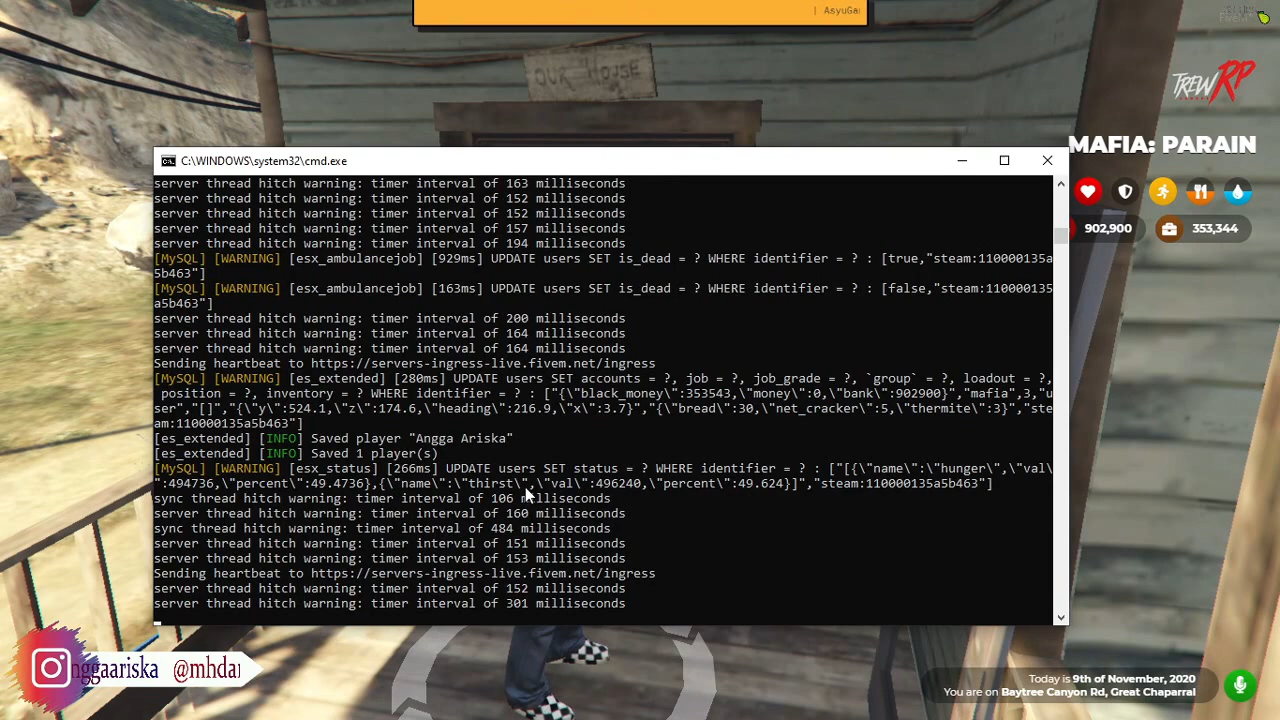 | AsyuGa
FiveM
OUR HOUSE
TREW RP
MAFIA: PARAIN
902,900
353,344
C:\WINDOWS\system32\cmd.exe
server thread hitch warning: timer interval of 163 milliseconds
server thread hitch warning: timer interval of 152 milliseconds
server thread hitch warning: timer interval of 152 milliseconds
server thread hitch warning: timer interval of 157 milliseconds
server thread hitch warning: timer interval of 194 milliseconds
[MySQL] [WARNING] [esx_ambulancejob] [929ms] UPDATE users SET is_dead = ? WHERE identifier = ? : [true,"steam:110000135a
5b463"]
[MySQL] [WARNING] [esx_ambulancejob] [163ms] UPDATE users SET is_dead = ? WHERE identifier = ? : [false,"steam:110000135
a5b463"]
server thread hitch warning: timer interval of 200 milliseconds
server thread hitch warning: timer interval of 164 milliseconds
server thread hitch warning: timer interval of 164 milliseconds
Sending heartbeat to https://servers-ingress-live.fivem.net/ingress
[MySQL] [WARNING] [es_extended] [280ms] UPDATE users SET accounts = ?, job = ?, job_grade = ?, `group` = ?, loadout = ?,
 position = ?, inventory = ? WHERE identifier = ? : ["{\"black_money\":353543,\"money\":0,\"bank\":902900}","mafia",3,"u
ser","[]","{\"y\":524.1,\"z\":174.6,\"heading\":216.9,\"x\":3.7}","{\"bread\":30,\"net_cracker\":5,\"thermite\":3}","ste
am:110000135a5b463"]
[es_extended] [INFO] Saved player "Angga Ariska"
[es_extended] [INFO] Saved 1 player(s)
[MySQL] [WARNING] [esx_status] [266ms] UPDATE users SET status = ? WHERE identifier = ? : ["[{\"name\":\"hunger\",\"val\
":494736,\"percent\":49.4736},{\"name\":\"thirst\",\"val\":496240,\"percent\":49.624}]","steam:110000135a5b463"]
sync thread hitch warning: timer interval of 106 milliseconds
server thread hitch warning: timer interval of 160 milliseconds
sync thread hitch warning: timer interval of 484 milliseconds
server thread hitch warning: timer interval of 151 milliseconds
server thread hitch warning: timer interval of 153 milliseconds
Sending heartbeat to https://servers-ingress-live.fivem.net/ingress
server thread hitch warning: timer interval of 152 milliseconds
server thread hitch warning: timer interval of 301 milliseconds
nggaariska @mhdar
Today is 9th of November, 2020
You are on Baytree Canyon Rd, Great Chaparral